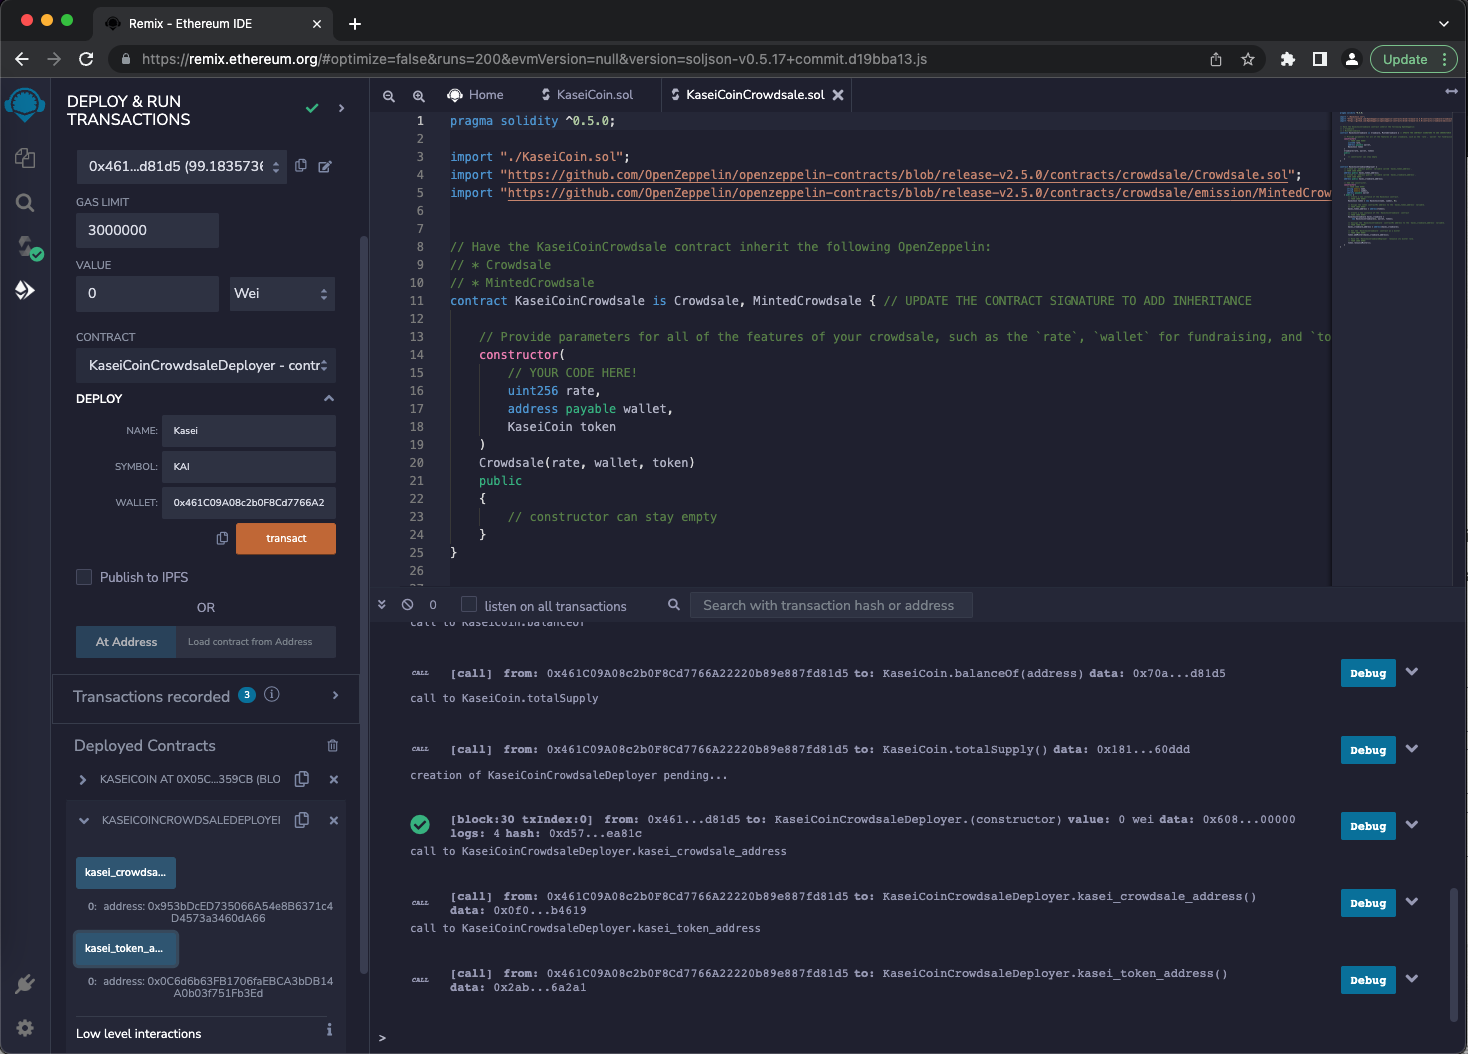 Remix - Ethereum IDE
https://remix.ethereum.org/#optimize=false&runs=200&evmVersion=null&version=soljson-v0.5.17+commit.d19bba13.js
Update
DEPLOY & RUN
TRANSACTIONS
0x461...d81d5 (99.1835736
GAS LIMIT
3000000
VALUE
0
Wei
CONTRACT
KaseiCoinCrowdsaleDeployer - contr
DEPLOY
NAME: Kasei
SYMBOL: KAI
WALLET: 0x461C09A08c2b0F8Cd7766A2
transact
Publish to IPFS
OR
At Address
Load contract from Address
Transactions recorded 3 i
Deployed Contracts
KASEICOIN AT 0X05C...359CB (BLO
KASEICOINCROWDSALEDEPLOYEI
kasei_crowdsa...
0: address: 0x953bDcED735066A54e8B6371c4
D4573a3460dA66
kasei_token_a...
0: address: 0x0C6d6b63FB1706faEBCA3bDB14
A0b03f751Fb3Ed
Low level interactions i
Home KaseiCoin.sol KaseiCoinCrowdsale.sol
1 pragma solidity ^0.5.0;
2
3 import "./KaseiCoin.sol";
4 import "https://github.com/OpenZeppelin/openzeppelin-contracts/blob/release-v2.5.0/contracts/crowdsale/Crowdsale.sol";
5 import "https://github.com/OpenZeppelin/openzeppelin-contracts/blob/release-v2.5.0/contracts/crowdsale/emission/MintedCrow
6
7
8 // Have the KaseiCoinCrowdsale contract inherit the following OpenZeppelin:
9 // * Crowdsale
10 // * MintedCrowdsale
11 contract KaseiCoinCrowdsale is Crowdsale, MintedCrowdsale { // UPDATE THE CONTRACT SIGNATURE TO ADD INHERITANCE
12
13 // Provide parameters for all of the features of your crowdsale, such as the `rate`, `wallet` for fundraising, and `to
14 constructor(
15 // YOUR CODE HERE!
16 uint256 rate,
17 address payable wallet,
18 KaseiCoin token
19 )
20 Crowdsale(rate, wallet, token)
21 public
22 {
23 // constructor can stay empty
24 }
25 }
26
0
listen on all transactions
Search with transaction hash or address
call to KaseiCoin.balanceOf
CALL [call] from: 0x461C09A08c2b0F8Cd7766A22220b89e887fd81d5 to: KaseiCoin.balanceOf(address) data: 0x70a...d81d5
Debug
call to KaseiCoin.totalSupply
CALL [call] from: 0x461C09A08c2b0F8Cd7766A22220b89e887fd81d5 to: KaseiCoin.totalSupply() data: 0x181...60ddd
Debug
creation of KaseiCoinCrowdsaleDeployer pending...
[block:30 txIndex:0] from: 0x461...d81d5 to: KaseiCoinCrowdsaleDeployer.(constructor) value: 0 wei data: 0x608...00000
logs: 4 hash: 0xd57...ea81c
Debug
call to KaseiCoinCrowdsaleDeployer.kasei_crowdsale_address
CALL [call] from: 0x461C09A08c2b0F8Cd7766A22220b89e887fd81d5 to: KaseiCoinCrowdsaleDeployer.kasei_crowdsale_address()
data: 0x0f0...b4619
Debug
call to KaseiCoinCrowdsaleDeployer.kasei_token_address
CALL [call] from: 0x461C09A08c2b0F8Cd7766A22220b89e887fd81d5 to: KaseiCoinCrowdsaleDeployer.kasei_token_address()
data: 0x2ab...6a2a1
Debug
>